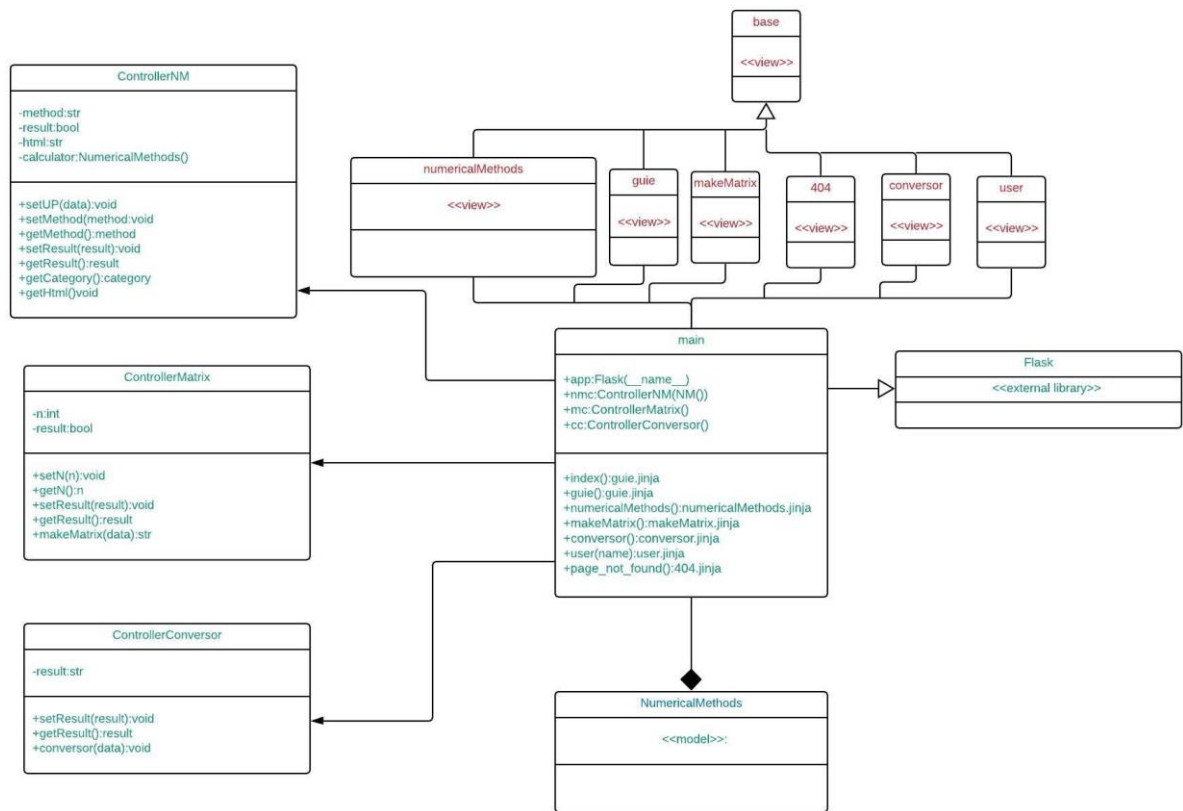 base
<<view>>
ControllerNM
-method:str
-result:bool
-html:str
-calculator:NumericalMethods()
+setUP(data):void
+setMethod(method:void
+getMethod():method
+setResult(result):void
+getResult():result
+getCategory():category
+getHtml()void
numericalMethods
<<view>>
guie
<<view>>
makeMatrix
<<view>>
404
<<view>>
conversor
<<view>>
user
<<view>>
main
+app:Flask(__name__)
+nmc:ControllerNM(NM())
+mc:ControllerMatrix()
+cc:ControllerConversor()
+index():guie.jinja
+guie():guie.jinja
+numericalMethods():numericalMethods.jinja
+makeMatrix():makeMatrix.jinja
+conversor():conversor.jinja
+user(name):user.jinja
+page_not_found():404.jinja
Flask
<<external library>>
ControllerMatrix
-n:int
-result:bool
+setN(n):void
+getN():n
+setResult(result):void
+getResult():result
+makeMatrix(data):str
ControllerConversor
-result:str
+setResult(result):void
+getResult():result
+conversor(data):void
NumericalMethods
<<model>>: